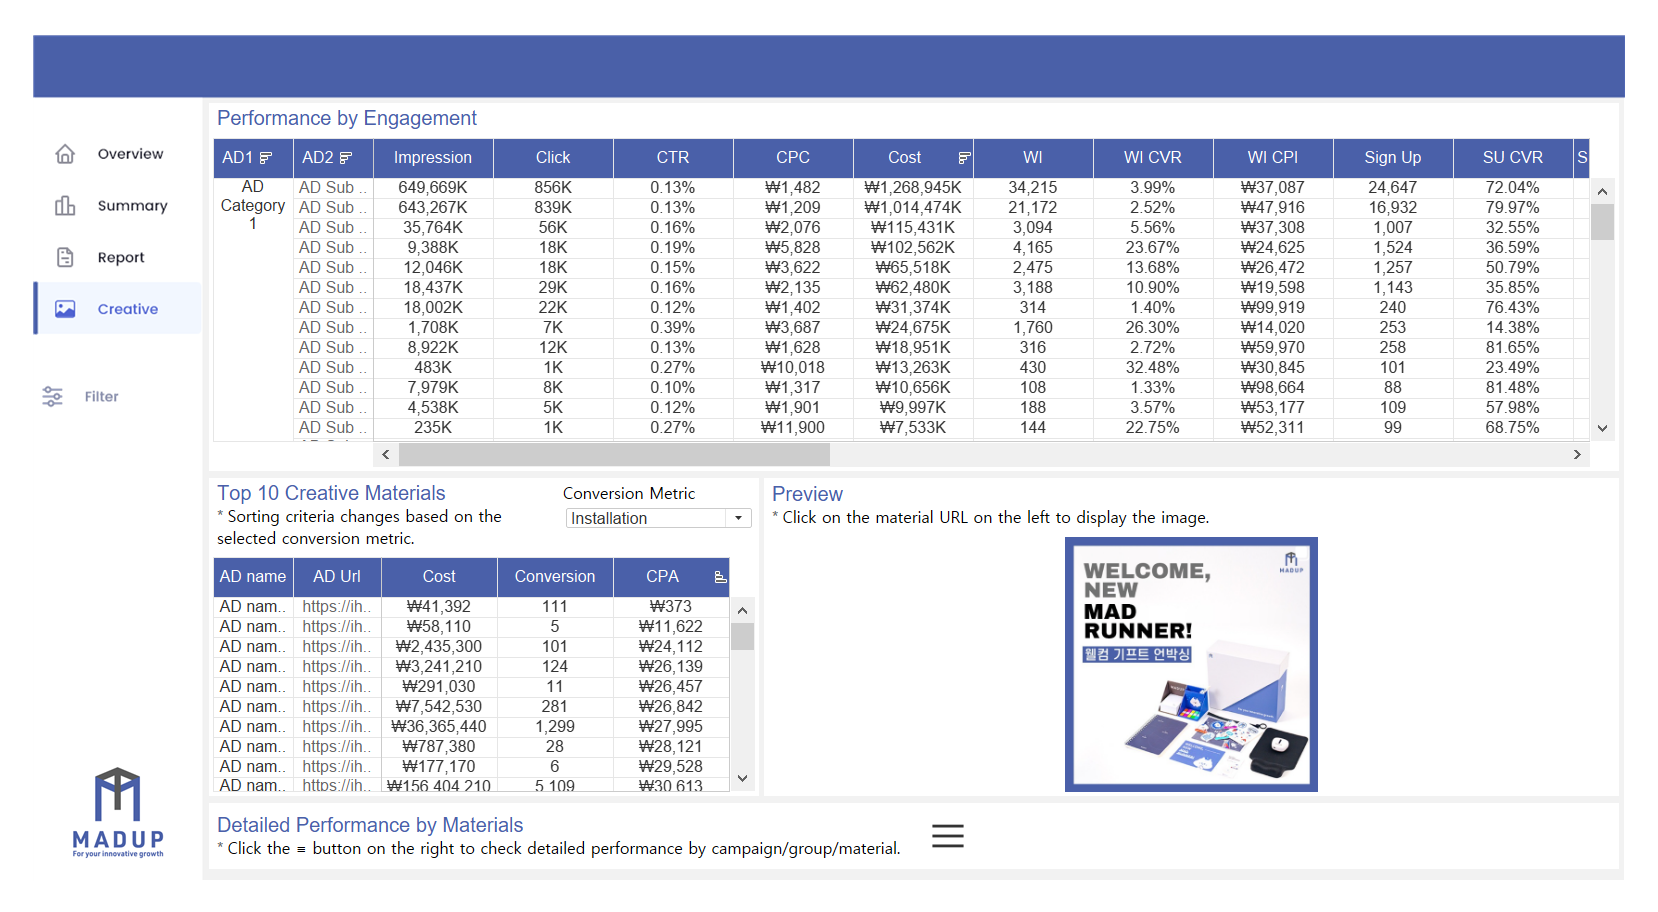 Overview
Summary
Report
Creative
Filter
MADUP
For your innovative growth
Performance by Engagement
AD1 AD2 Impression Click CTR CPC Cost WI WI CVR WI CPI Sign Up SU CVR S
AD Category 1
AD Sub .. 649,669K 856K 0.13% ₩1,482 ₩1,268,945K 34,215 3.99% ₩37,087 24,647 72.04%
AD Sub .. 643,267K 839K 0.13% ₩1,209 ₩1,014,474K 21,172 2.52% ₩47,916 16,932 79.97%
AD Sub .. 35,764K 56K 0.16% ₩2,076 ₩115,431K 3,094 5.56% ₩37,308 1,007 32.55%
AD Sub .. 9,388K 18K 0.19% ₩5,828 ₩102,562K 4,165 23.67% ₩24,625 1,524 36.59%
AD Sub .. 12,046K 18K 0.15% ₩3,622 ₩65,518K 2,475 13.68% ₩26,472 1,257 50.79%
AD Sub .. 18,437K 29K 0.16% ₩2,135 ₩62,480K 3,188 10.90% ₩19,598 1,143 35.85%
AD Sub .. 18,002K 22K 0.12% ₩1,402 ₩31,374K 314 1.40% ₩99,919 240 76.43%
AD Sub .. 1,708K 7K 0.39% ₩3,687 ₩24,675K 1,760 26.30% ₩14,020 253 14.38%
AD Sub .. 8,922K 12K 0.13% ₩1,628 ₩18,951K 316 2.72% ₩59,970 258 81.65%
AD Sub .. 483K 1K 0.27% ₩10,018 ₩13,263K 430 32.48% ₩30,845 101 23.49%
AD Sub .. 7,979K 8K 0.10% ₩1,317 ₩10,656K 108 1.33% ₩98,664 88 81.48%
AD Sub .. 4,538K 5K 0.12% ₩1,901 ₩9,997K 188 3.57% ₩53,177 109 57.98%
AD Sub .. 235K 1K 0.27% ₩11,900 ₩7,533K 144 22.75% ₩52,311 99 68.75%
Top 10 Creative Materials
* Sorting criteria changes based on the
selected conversion metric.
Conversion Metric
Installation
AD name AD Url Cost Conversion CPA
AD nam.. https://ih.. ₩41,392 111 ₩373
AD nam.. https://ih.. ₩58,110 5 ₩11,622
AD nam.. https://ih.. ₩2,435,300 101 ₩24,112
AD nam.. https://ih.. ₩3,241,210 124 ₩26,139
AD nam.. https://ih.. ₩291,030 11 ₩26,457
AD nam.. https://ih.. ₩7,542,530 281 ₩26,842
AD nam.. https://ih.. ₩36,365,440 1,299 ₩27,995
AD nam.. https://ih.. ₩787,380 28 ₩28,121
AD nam.. https://ih.. ₩177,170 6 ₩29,528
AD nam.. https://ih.. ₩156,404,210 5,109 ₩30,613
Preview
* Click on the material URL on the left to display the image.
MADUP
WELCOME,
NEW
MAD
RUNNER!
웰컴 기프트 언박싱
Detailed Performance by Materials
* Click the ≡ button on the right to check detailed performance by campaign/group/material.